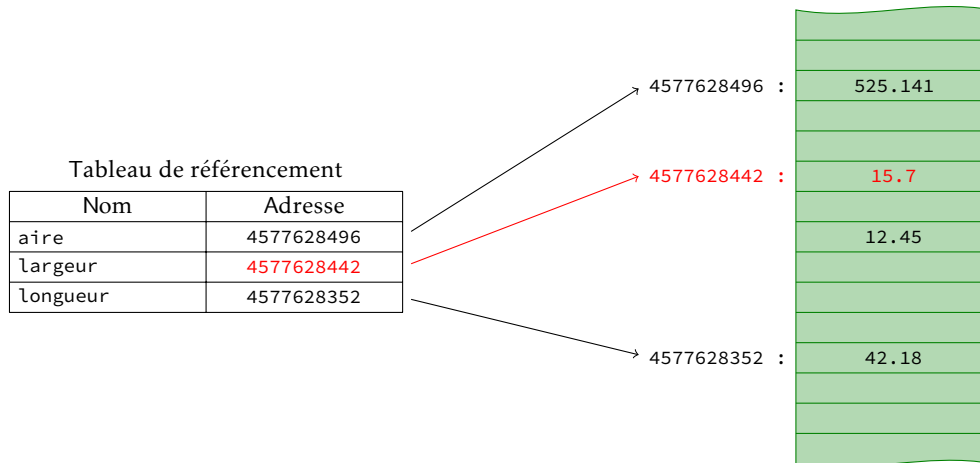 4577628496 : 525.141
Tableau de référencement
4577628442 : 15.7
Nom Adresse
aire 4577628496
12.45
largeur 4577628442
longueur 4577628352
4577628352 : 42.18